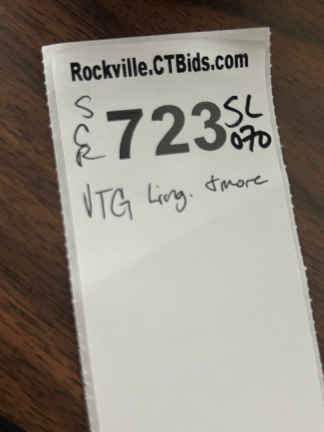 Rockville.CTBids.com
S
C
R
723
SL
070
VTG Ling. + more